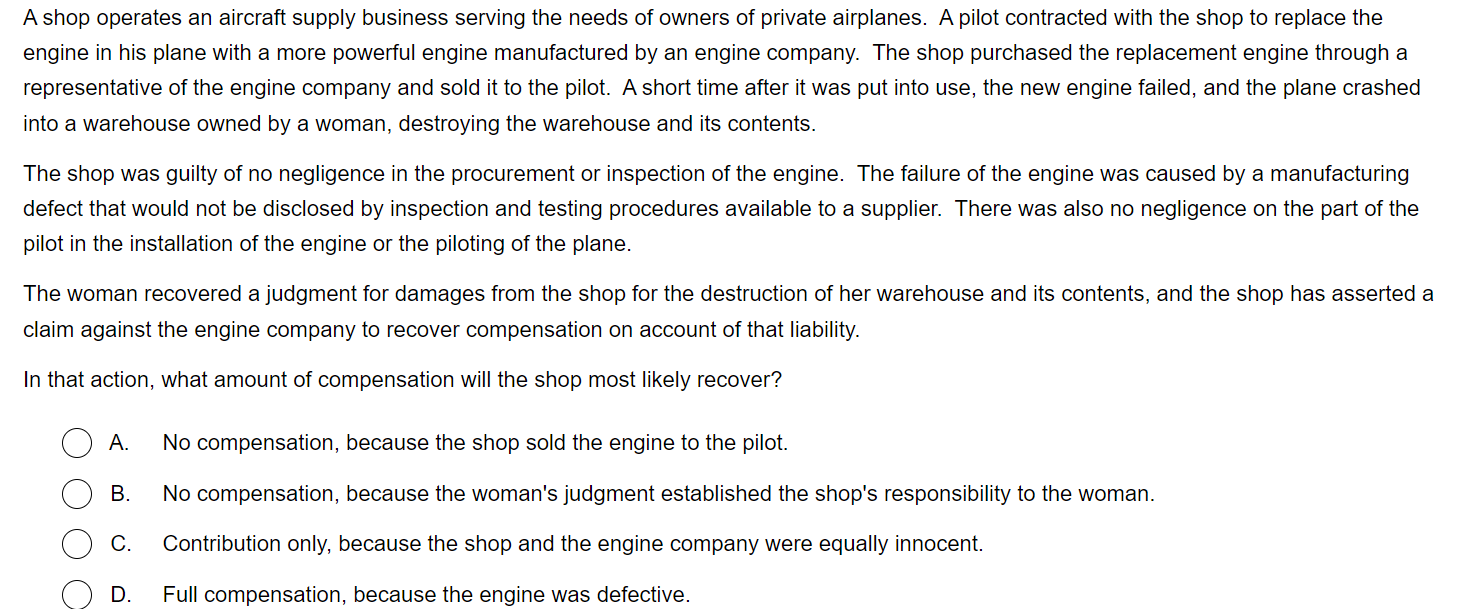 A shop operates an aircraft supply business serving the needs of owners of private airplanes.  A pilot contracted with the shop to replace the
engine in his plane with a more powerful engine manufactured by an engine company.  The shop purchased the replacement engine through a
representative of the engine company and sold it to the pilot.  A short time after it was put into use, the new engine failed, and the plane crashed
into a warehouse owned by a woman, destroying the warehouse and its contents.
The shop was guilty of no negligence in the procurement or inspection of the engine.  The failure of the engine was caused by a manufacturing
defect that would not be disclosed by inspection and testing procedures available to a supplier.  There was also no negligence on the part of the
pilot in the installation of the engine or the piloting of the plane.
The woman recovered a judgment for damages from the shop for the destruction of her warehouse and its contents, and the shop has asserted a
claim against the engine company to recover compensation on account of that liability.
In that action, what amount of compensation will the shop most likely recover?
A. No compensation, because the shop sold the engine to the pilot.
B. No compensation, because the woman's judgment established the shop's responsibility to the woman.
C. Contribution only, because the shop and the engine company were equally innocent.
D. Full compensation, because the engine was defective.